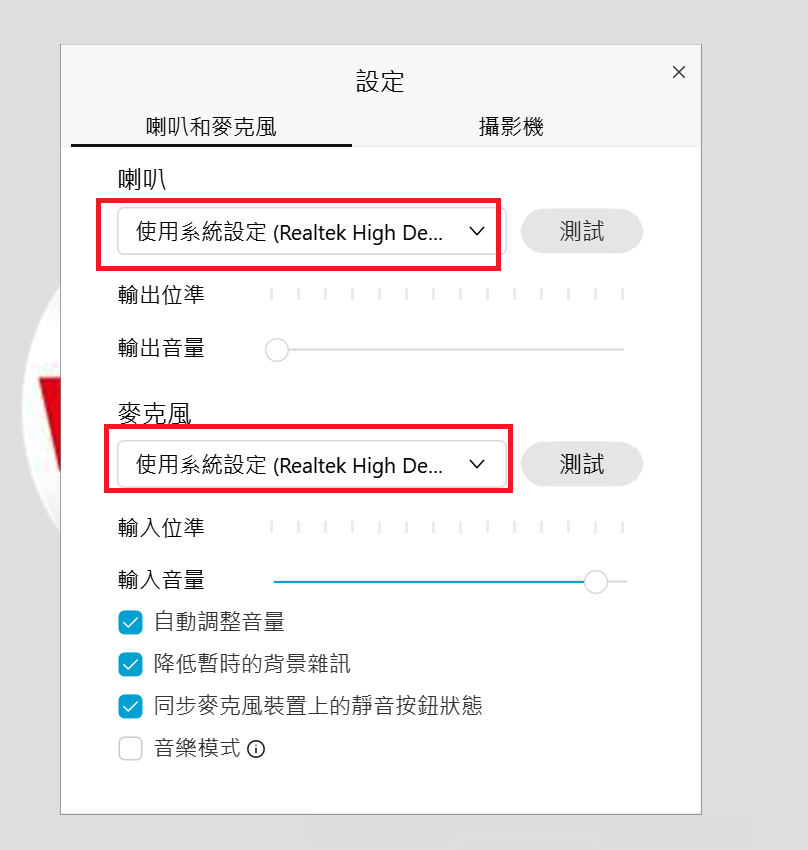 設定
喇叭和麥克風
攝影機
喇叭
使用系統設定 (Realtek High De...
測試
輸出位準
輸出音量
麥克風
使用系統設定 (Realtek High De...
測試
輸入位準
輸入音量
自動調整音量
降低暫時的背景雜訊
同步麥克風裝置上的靜音按鈕狀態
音樂模式